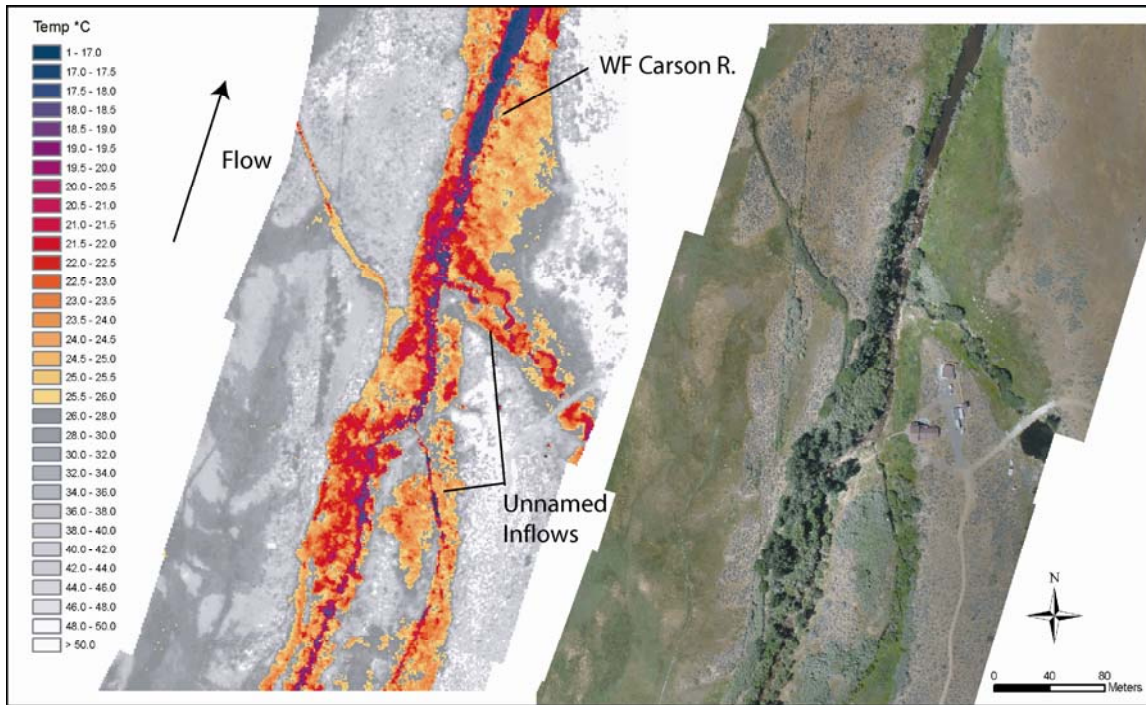 Temp °C
1 - 17.0
17.0 - 17.5
17.5 - 18.0
18.0 - 18.5
18.5 - 19.0
19.0 - 19.5
19.5 - 20.0
20.0 - 20.5
20.5 - 21.0
21.0 - 21.5
21.5 - 22.0
22.0 - 22.5
22.5 - 23.0
23.0 - 23.5
23.5 - 24.0
24.0 - 24.5
24.5 - 25.0
25.0 - 25.5
25.5 - 26.0
26.0 - 28.0
28.0 - 30.0
30.0 - 32.0
32.0 - 34.0
34.0 - 36.0
36.0 - 38.0
38.0 - 40.0
40.0 - 42.0
42.0 - 44.0
44.0 - 46.0
46.0 - 48.0
48.0 - 50.0
> 50.0
Flow
WF Carson R.
Unnamed
Inflows
N
0 40 80
Meters